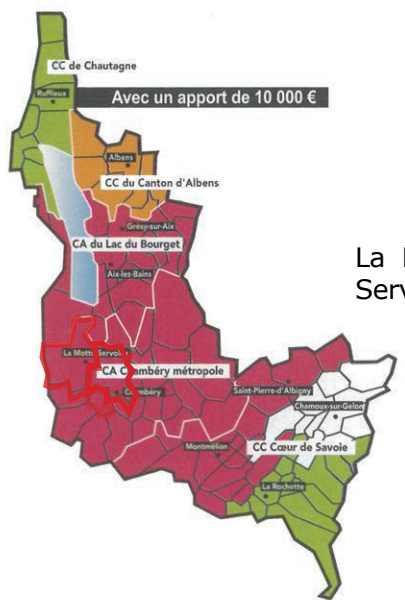 CC de Chautagne
Ruffieux
Avec un apport de 10 000 €
Albens
CC du Canton d'Albens
Grésy-sur-Aix
CA du Lac du Bourget
Aix-les-Bains
La
Serv
La Motte-Servolex
CA Chambéry métropole
Chambéry
Saint-Pierre-d'Albigny
Chamoux-sur-Gelon
Montmélian
CC Cœur de Savoie
La Rochette